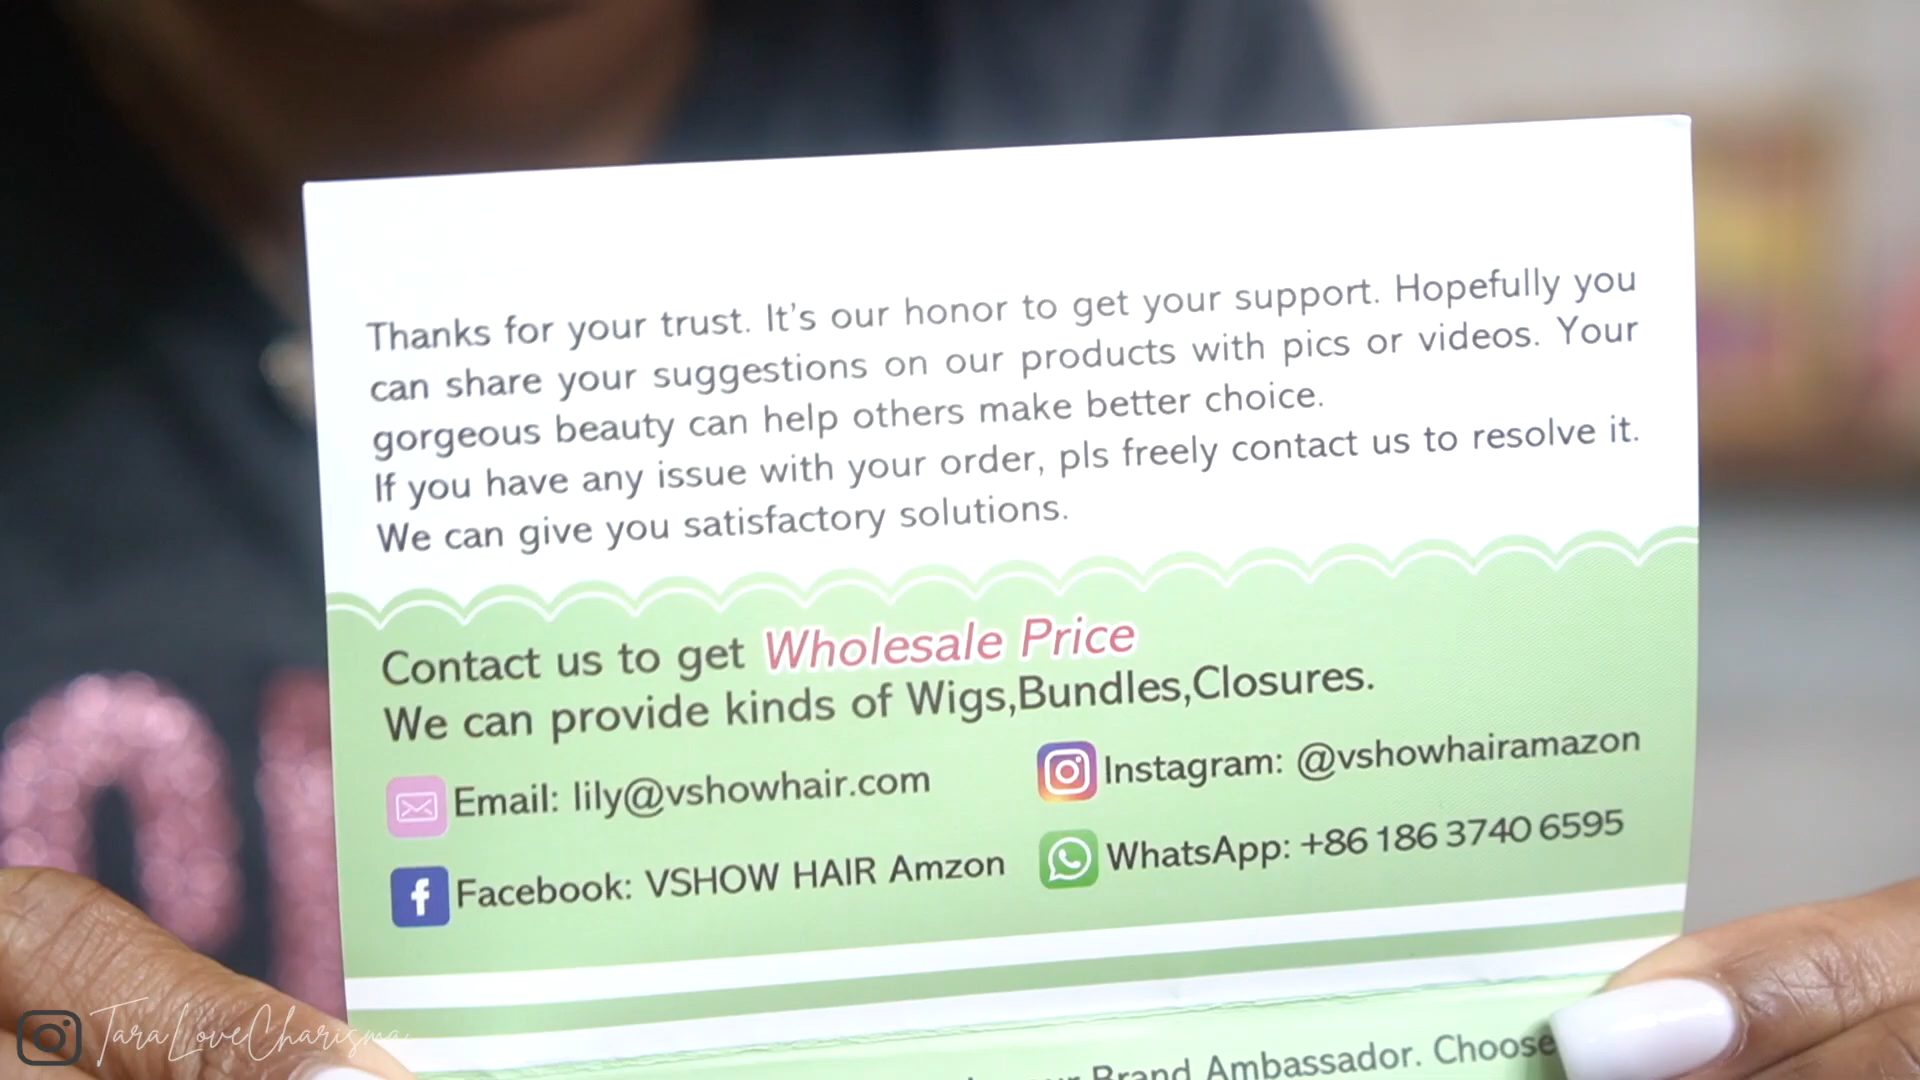 Thanks for your trust. It's our honor to get your support. Hopefully you
can share your suggestions on our products with pics or videos. Your
gorgeous beauty can help others make better choice.
If you have any issue with your order, pls freely contact us to resolve it.
We can give you satisfactory solutions.
Contact us to get Wholesale Price
We can provide kinds of Wigs,Bundles,Closures.
Email: lily@vshowhair.com
Instagram: @vshowhairamazon
Facebook: VSHOW HAIR Amzon
WhatsApp: +86 186 3740 6595
Brand Ambassador. Choose
TaraLoveCharisma